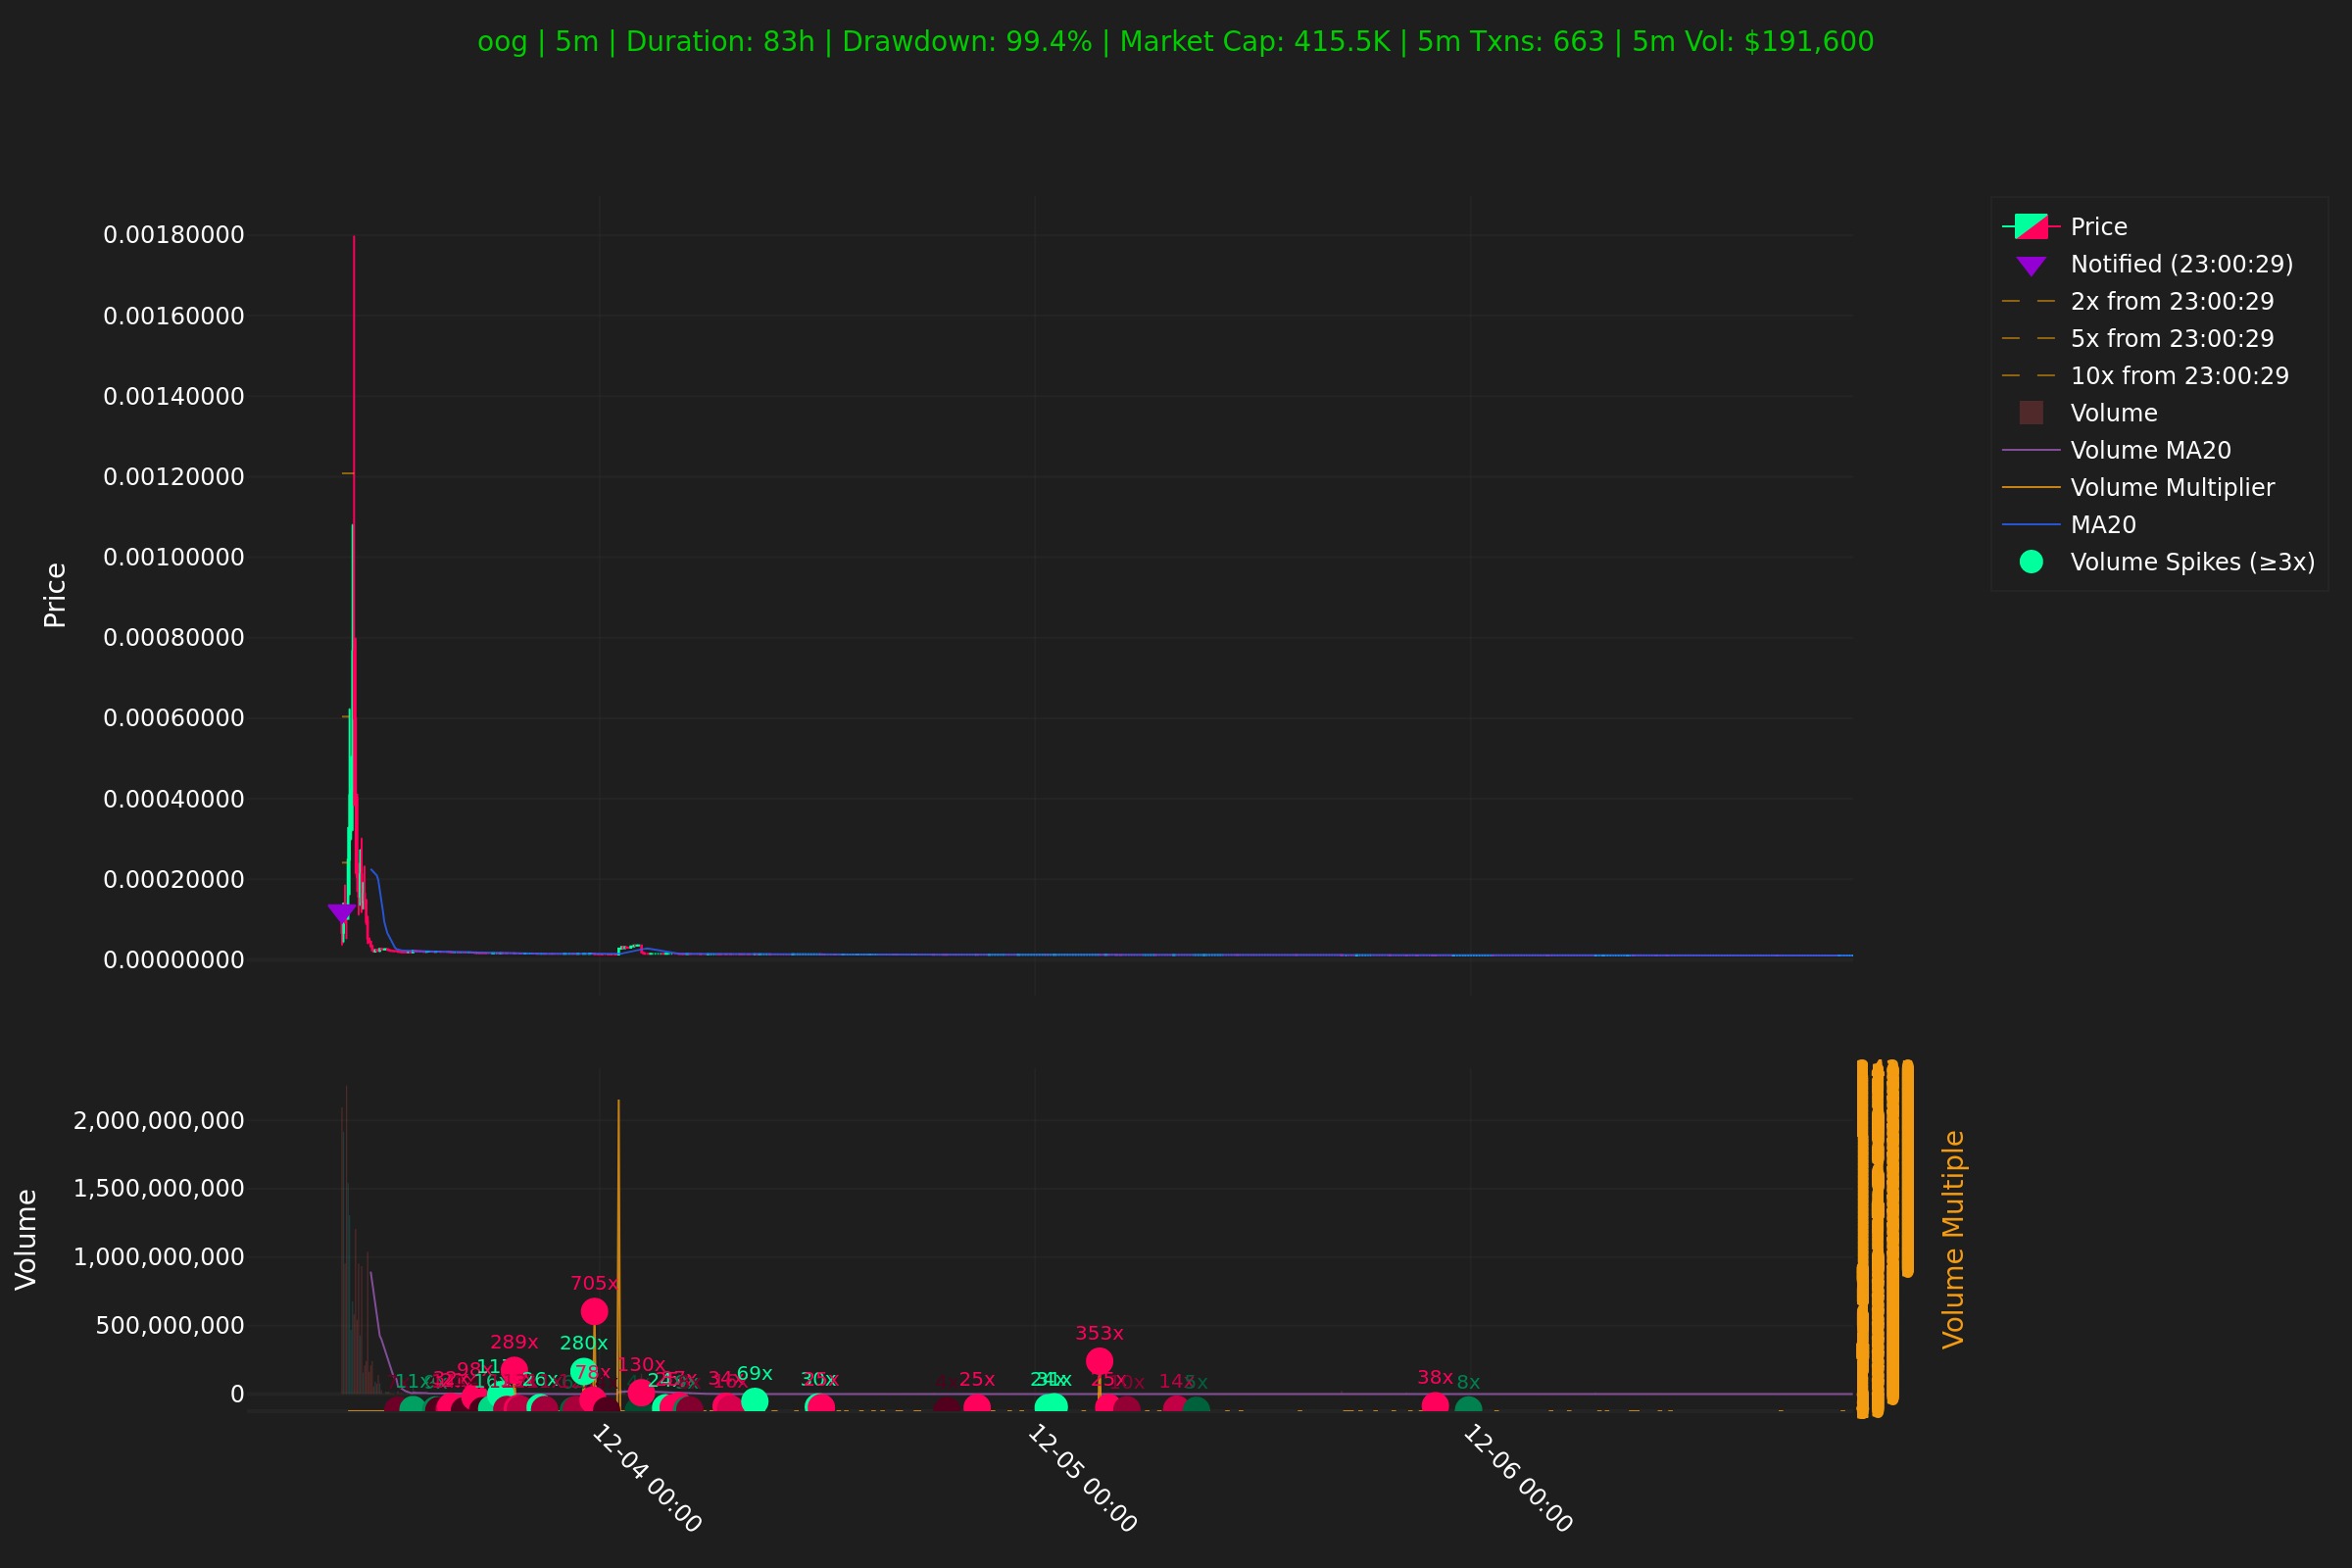 oog | 5m | Duration: 83h | Drawdown: 99.4% | Market Cap: 415.5K | 5m Txns: 663 | 5m Vol: $191,600
Price
0.00180000
0.00160000
0.00140000
0.00120000
0.00100000
0.00080000
0.00060000
0.00040000
0.00020000
0.00000000
Price
Notified (23:00:29)
2x from 23:00:29
5x from 23:00:29
10x from 23:00:29
Volume
Volume MA20
Volume Multiplier
MA20
Volume Spikes (≥3x)
Volume
2,000,000,000
1,500,000,000
1,000,000,000
500,000,000
0
705x
289x
280x
353x
98x
130x
78x
69x
11x
16x
26x
25x
25x
38x
8x
12-04 00:00
12-05 00:00
12-06 00:00
Volume Multiple